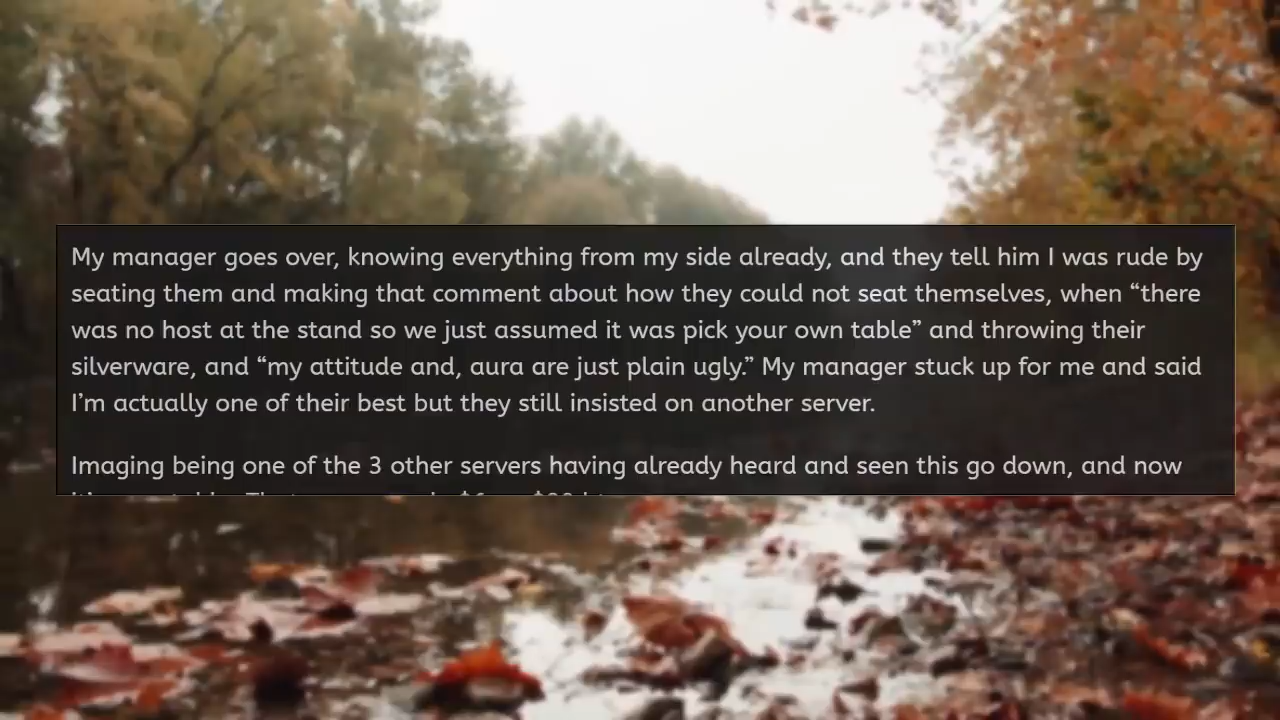 My manager goes over, knowing everything from my side already, and they tell him I was rude by
seating them and making that comment about how they could not seat themselves, when “there
was no host at the stand so we just assumed it was pick your own table” and throwing their
silverware, and “my attitude and, aura are just plain ugly.” My manager stuck up for me and said
I’m actually one of their best but they still insisted on another server.
Imaging being one of the 3 other servers having already heard and seen this go down, and now